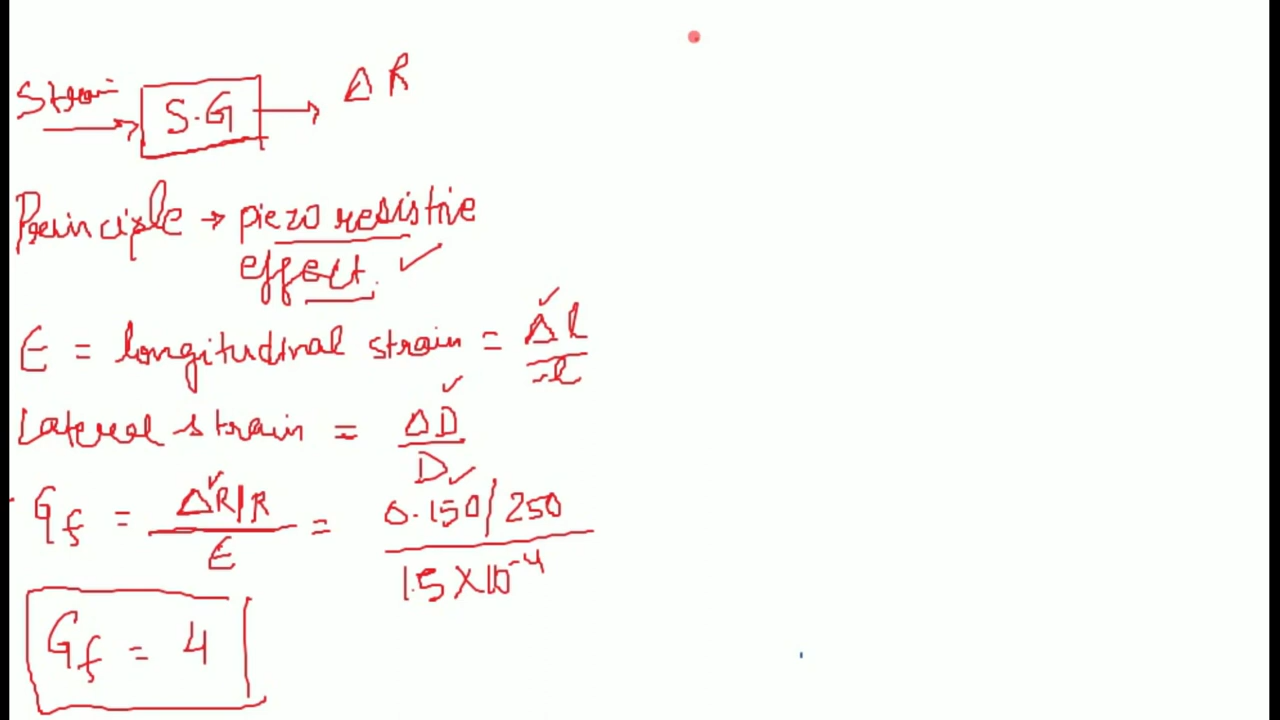 Strain → S.G → Δ R
Principle → piezo resistive
effect. ✓
E = longitudinal strain = Δl / l
Lateral strain = ΔD / D
Gf = ΔR/R / E = 0.150/250 / 1.5 × 10⁻⁴
Gf = 4